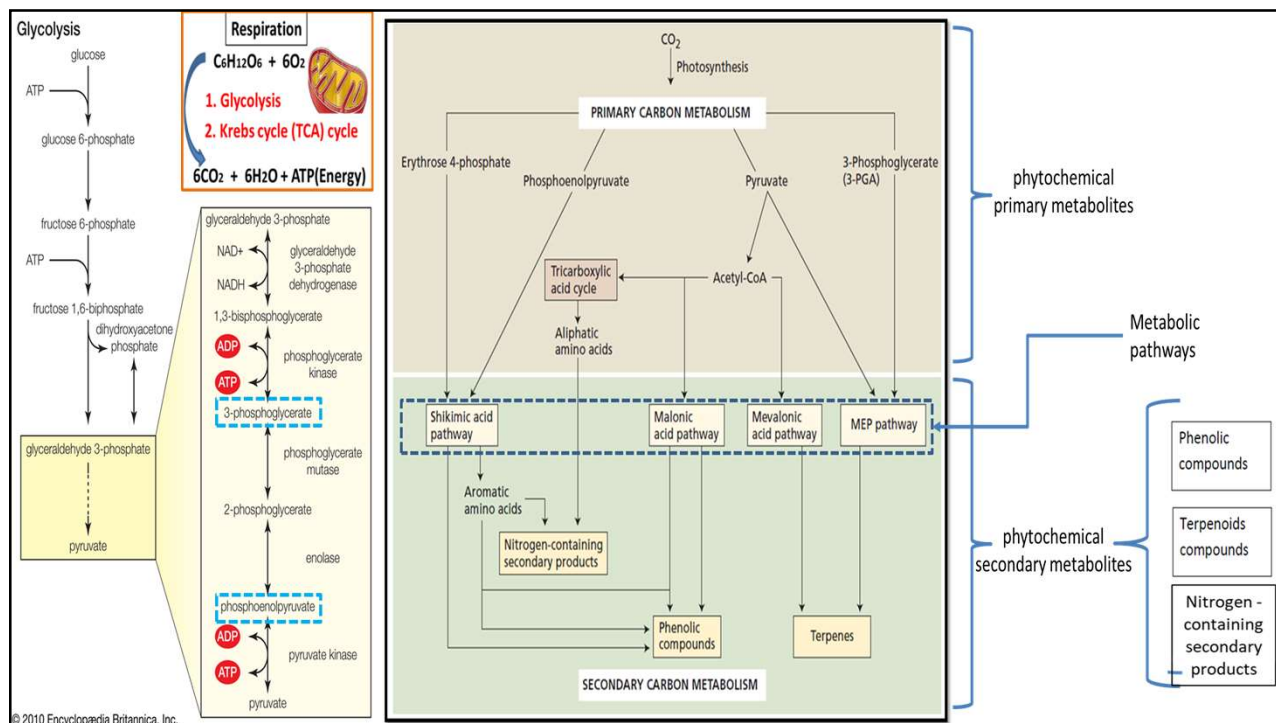 Glycolysis
glucose
ATP
glucose 6-phosphate
fructose 6-phosphate
ATP
fructose 1,6-biphosphate
dihydroxyacetone
phosphate
glyceraldehyde 3-phosphate
pyruvate
© 2010 Encyclopædia Britannica, Inc.
Respiration
C₆H₁₂O₆ + 6O₂
1. Glycolysis
2. Krebs cycle (TCA) cycle
6CO₂ + 6H₂O + ATP(Energy)
glyceraldehyde 3-phosphate
NAD+
NADH
glyceraldehyde
3-phosphate
dehydrogenase
1,3-bisphosphoglycerate
ADP
ATP
phosphoglycerate
kinase
3-phosphoglycerate
phosphoglycerate
mutase
2-phosphoglycerate
enolase
phosphoenolpyruvate
ADP
ATP
pyruvate kinase
pyruvate
CO₂
Photosynthesis
PRIMARY CARBON METABOLISM
Erythrose 4-phosphate
Phosphoenolpyruvate
Pyruvate
3-Phosphoglycerate
(3-PGA)
Tricarboxylic
acid cycle
Acetyl-CoA
Aliphatic
amino acids
Shikimic acid
pathway
Malonic
acid pathway
Mevalonic
acid pathway
MEP pathway
Aromatic
amino acids
Nitrogen-containing
secondary products
Phenolic
compounds
Terpenes
SECONDARY CARBON METABOLISM
phytochemical
primary metabolites
Metabolic
pathways
phytochemical
secondary metabolites
Phenolic
compounds
Terpenoids
compounds
Nitrogen -
containing
secondary
products